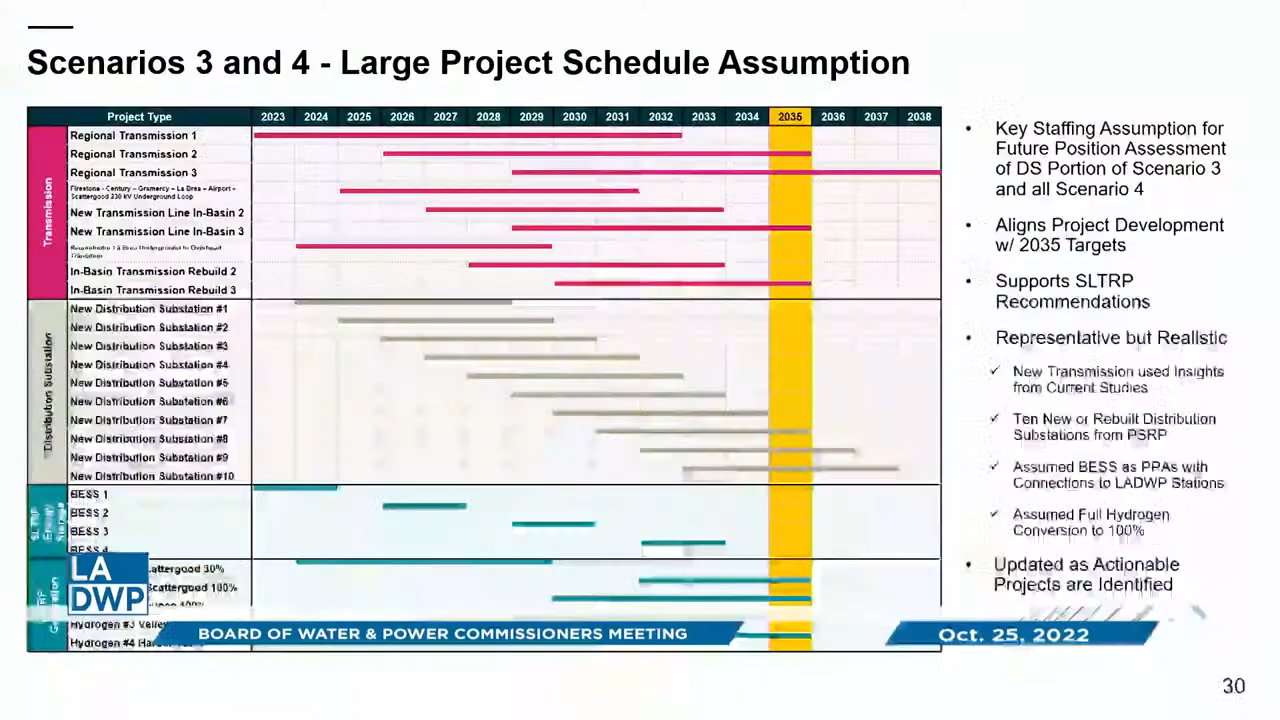 Scenarios 3 and 4 - Large Project Schedule Assumption
Project Type 2023 2024 2025 2026 2027 2028 2029 2030 2031 2032 2033 2034 2035 2036 2037 2038
Transmission
Regional Transmission 1
Regional Transmission 2
Regional Transmission 3
Firestone - Century – Gramercy – La Brea – Airport –
Scattergood 230 kV Underground Loop
New Transmission Line In-Basin 2
New Transmission Line In-Basin 3
In-Basin Transmission Rebuild 2
In-Basin Transmission Rebuild 3
Distribution Substation
New Distribution Substation #1
New Distribution Substation #2
New Distribution Substation #3
New Distribution Substation #4
New Distribution Substation #5
New Distribution Substation #6
New Distribution Substation #7
New Distribution Substation #8
New Distribution Substation #9
New Distribution Substation #10
BESS 1
BESS 2
BESS 3
BESS 4
attergood 30%
Scattergood 100%
Hydrogen #3 Valley
Hydrogen #4
• Key Staffing Assumption for
Future Position Assessment
of DS Portion of Scenario 3
and all Scenario 4
• Aligns Project Development
w/ 2035 Targets
• Supports SLTRP
Recommendations
• Representative but Realistic
✓ New Transmission used Insights
from Current Studies
✓ Ten New or Rebuilt Distribution
Substations from PSRP
✓ Assumed BESS as PPAs with
Connections to LADWP Stations
✓ Assumed Full Hydrogen
Conversion to 100%
• Updated as Actionable
Projects are Identified
LA
DWP
BOARD OF WATER & POWER COMMISSIONERS MEETING
Oct. 25, 2022
30